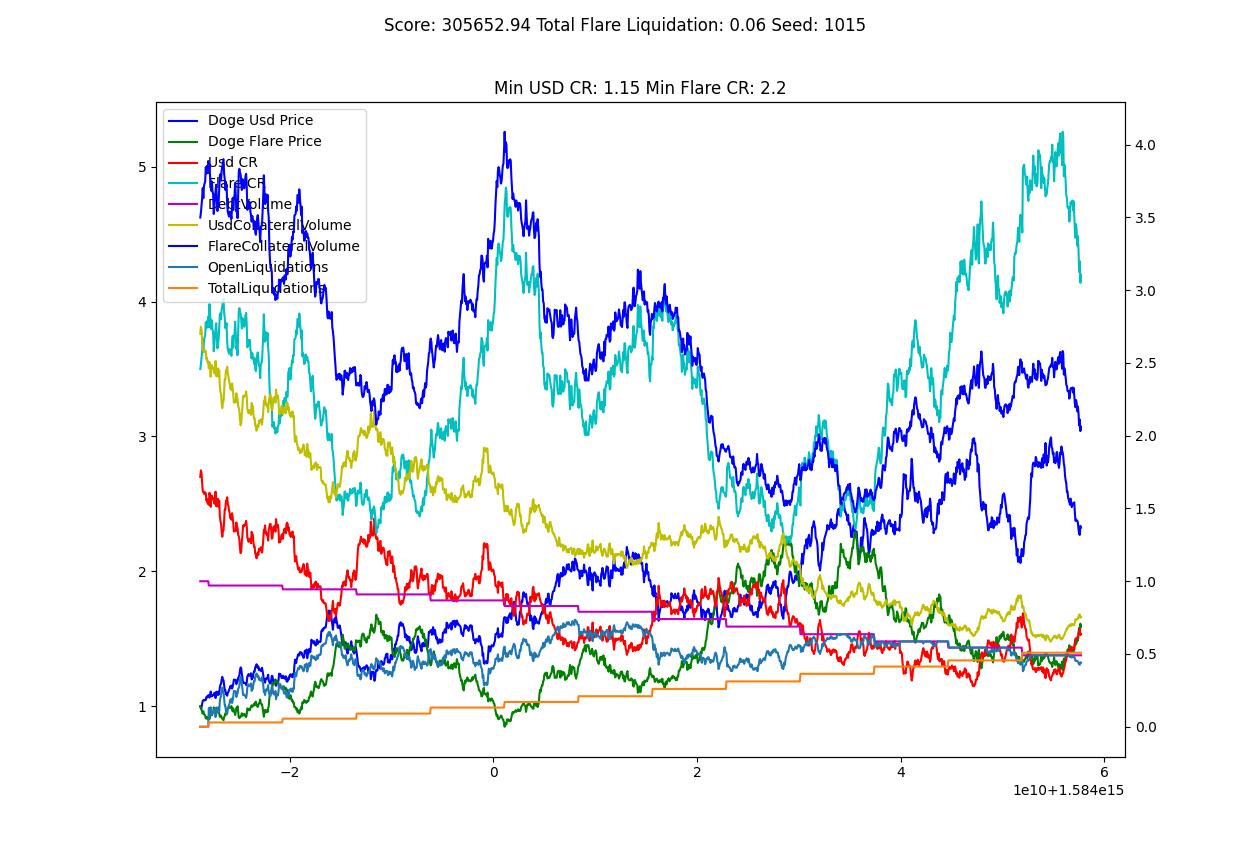 Score: 305652.94 Total Flare Liquidation: 0.06 Seed: 1015
Min USD CR: 1.15 Min Flare CR: 2.2
Doge Usd Price
Doge Flare Price
Usd CR
Flare CR
DebtVolume
UsdCollateralVolume
FlareCollateralVolume
OpenLiquidations
TotalLiquidations
5
4
3
2
1
4.0
3.5
3.0
2.5
2.0
1.5
1.0
0.5
0.0
−2 0 2 4 6
1e10+1.584e15